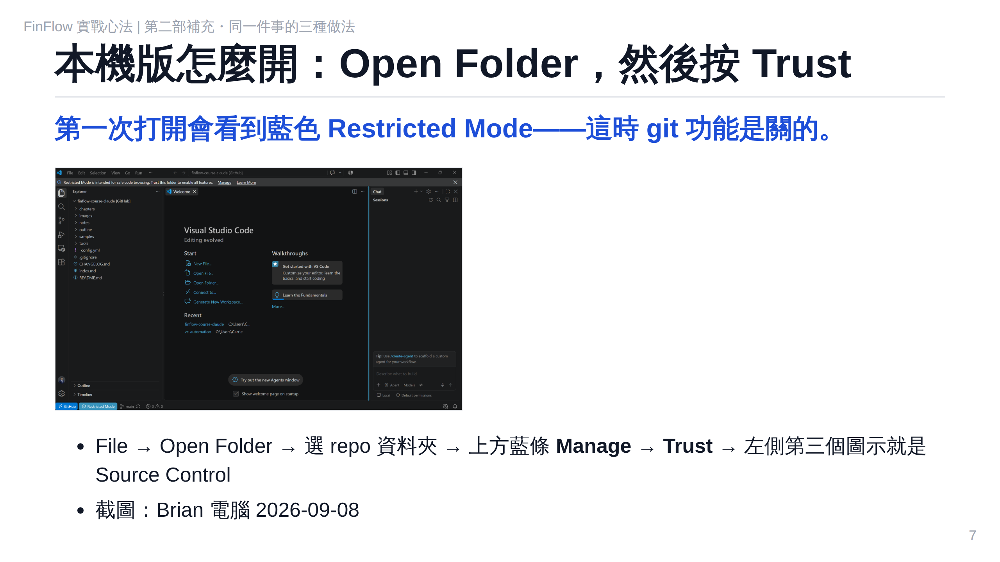 FinFlow 實戰心法 | 第二部補充・同一件事的三種做法
本機版怎麼開：Open Folder，然後按 Trust
第一次打開會看到藍色 Restricted Mode——這時 git 功能是關的。
File Edit Selection View Go Run ··· finflow-course-claude [GitHub]
Restricted Mode is intended for safe code browsing. Trust this folder to enable all features. Manage Learn More
Explorer ···
finflow-course-claude [GitHub]
chapters
images
notes
outline
samples
tools
_config.yml
.gitignore
CHANGELOG.md
index.md
README.md
Outline
Timeline
Welcome
Visual Studio Code
Editing evolved
Start
New File...
Open File...
Open Folder...
Connect to...
Generate New Workspace...
Recent
finflow-course-claude C:\Users\C...
vc-automation C:\Users\Carrie
Walkthroughs
Get started with VS Code
Customize your editor, learn the
basics, and start coding
Learn the Fundamentals
More...
Try out the new Agents window
Show welcome page on startup
Chat
Sessions
Tip: Use /create-agent to scaffold a custom
agent for your workflow.
Describe what to build
Agent Models
Local Default permissions
GitHub Restricted Mode main 0 0
• File → Open Folder → 選 repo 資料夾 → 上方藍條 Manage → Trust → 左側第三個圖示就是
Source Control
• 截圖：Brian 電腦 2026-09-08
7